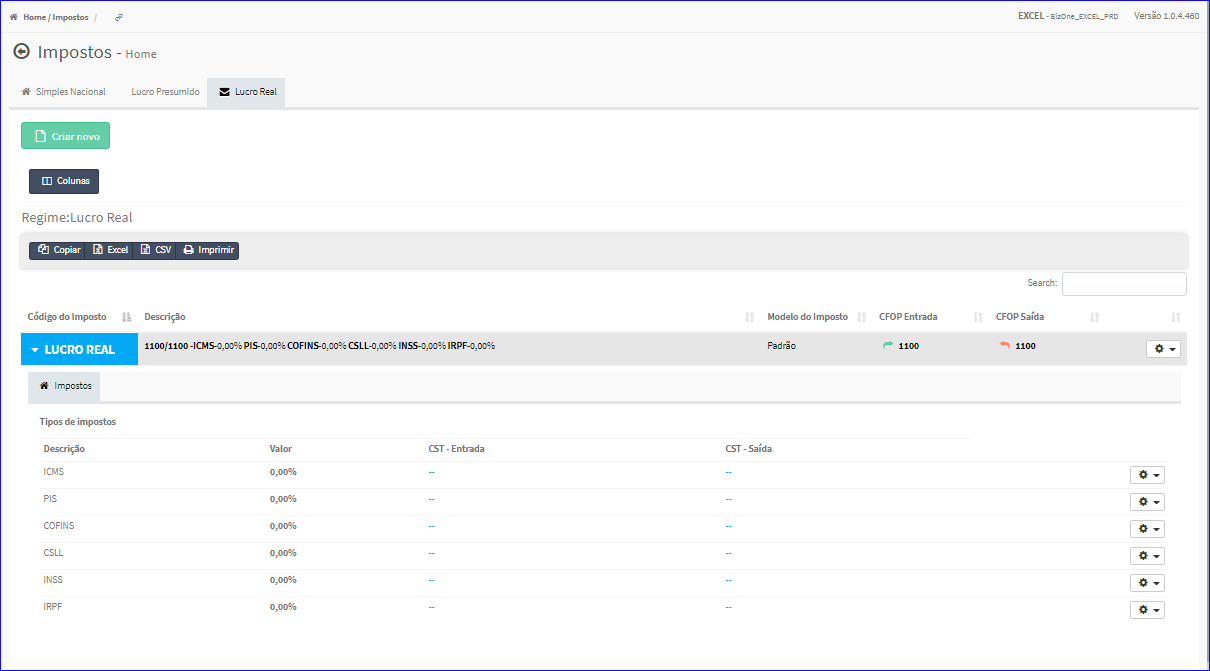 Home / Impostos /
EXCEL - BizOne_EXCEL_PRD Versão 1.0.4.460
Impostos - Home
Simples Nacional Lucro Presumido Lucro Real
Criar novo
Colunas
Regime:Lucro Real
Copiar Excel CSV Imprimir
Search:
Código do Imposto Descrição Modelo do Imposto CFOP Entrada CFOP Saída
LUCRO REAL 1100/1100 -ICMS-0,00% PIS-0,00% COFINS-0,00% CSLL-0,00% INSS-0,00% IRPF-0,00% Padrão 1100 1100
Impostos
Tipos de impostos
Descrição Valor CST - Entrada CST - Saída
ICMS 0,00% -- --
PIS 0,00% -- --
COFINS 0,00% -- --
CSLL 0,00% -- --
INSS 0,00% -- --
IRPF 0,00% -- --